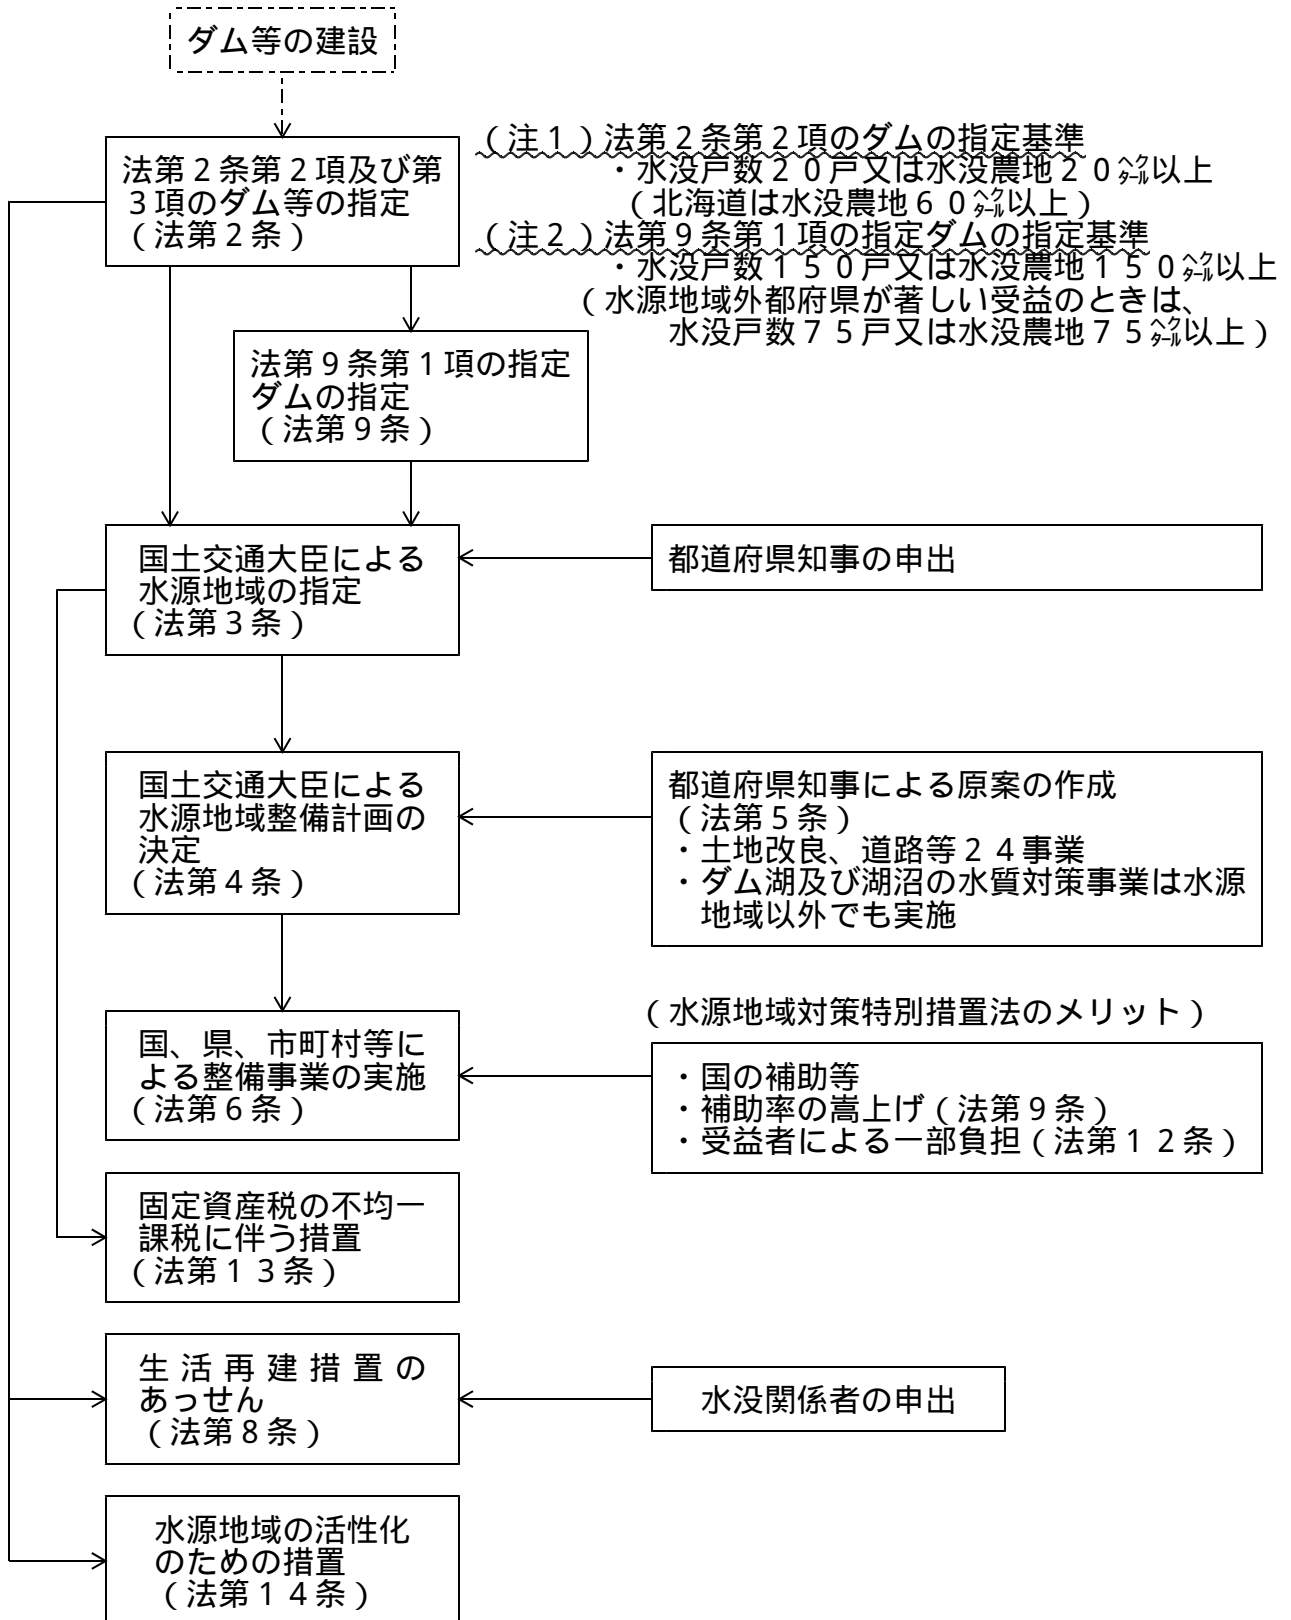 ダム等の建設
法第２条第２項及び第
３項のダム等の指定
（法第２条）
（注１）法第２条第２項のダムの指定基準
・水没戸数２０戸又は水没農地２０㌶以上
（北海道は水没農地６０㌶以上）
（注２）法第９条第１項の指定ダムの指定基準
・水没戸数１５０戸又は水没農地１５０㌶以上
（水源地域外都府県が著しい受益のときは、
水没戸数７５戸又は水没農地７５㌶以上）
法第９条第１項の指定
ダムの指定
（法第９条）
国土交通大臣による
水源地域の指定
（法第３条）
都道府県知事の申出
国土交通大臣による
水源地域整備計画の
決定
（法第４条）
都道府県知事による原案の作成
（法第５条）
・土地改良、道路等２４事業
・ダム湖及び湖沼の水質対策事業は水源
地域以外でも実施
国、県、市町村等に
よる整備事業の実施
（法第６条）
（水源地域対策特別措置法のメリット）
・国の補助等
・補助率の嵩上げ（法第９条）
・受益者による一部負担（法第１２条）
固定資産税の不均一
課税に伴う措置
（法第１３条）
生活再建措置の
あっせん
（法第８条）
水没関係者の申出
水源地域の活性化
のための措置
（法第１４条）